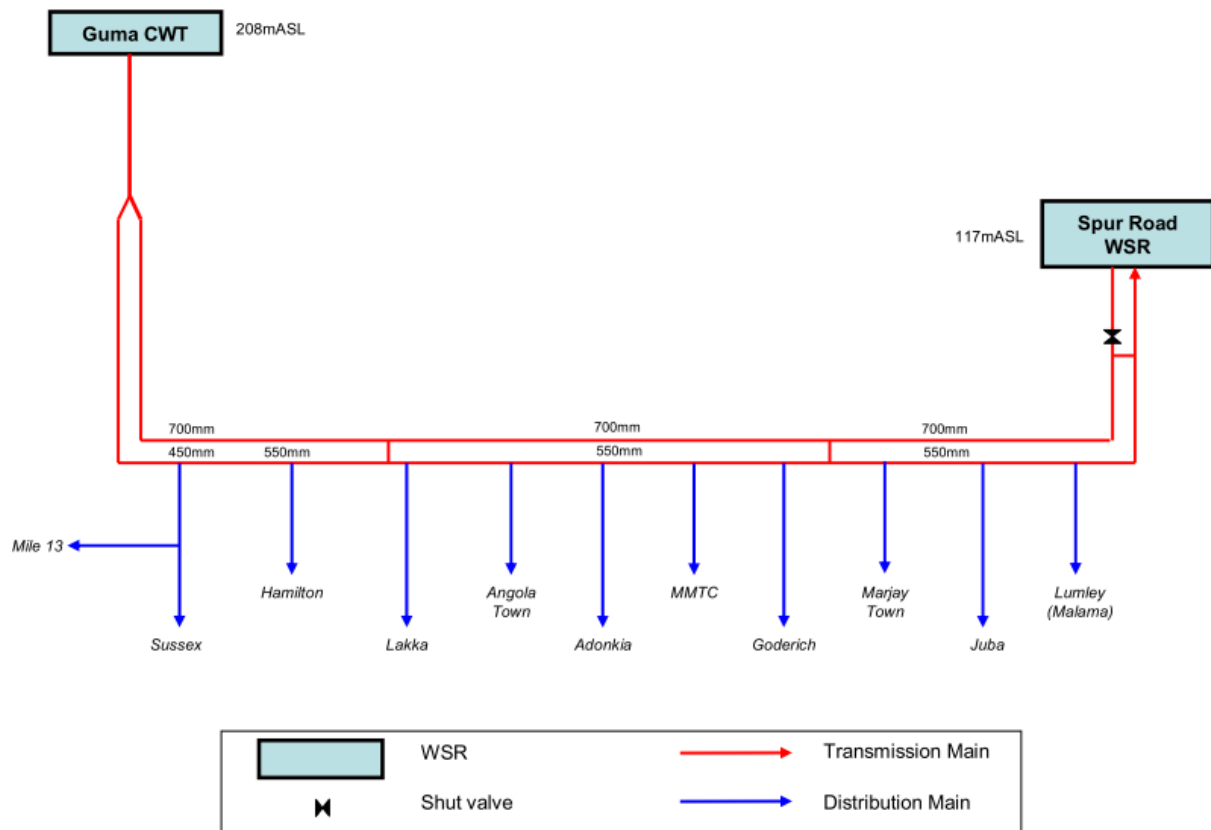 Guma CWT
208mASL
Spur Road
WSR
117mASL
700mm
700mm
700mm
450mm
550mm
550mm
550mm
Mile 13
Hamilton
Angola
Town
MMTC
Marjay
Town
Lumley
(Malama)
Sussex
Lakka
Adonkia
Goderich
Juba
WSR
Transmission Main
Shut valve
Distribution Main